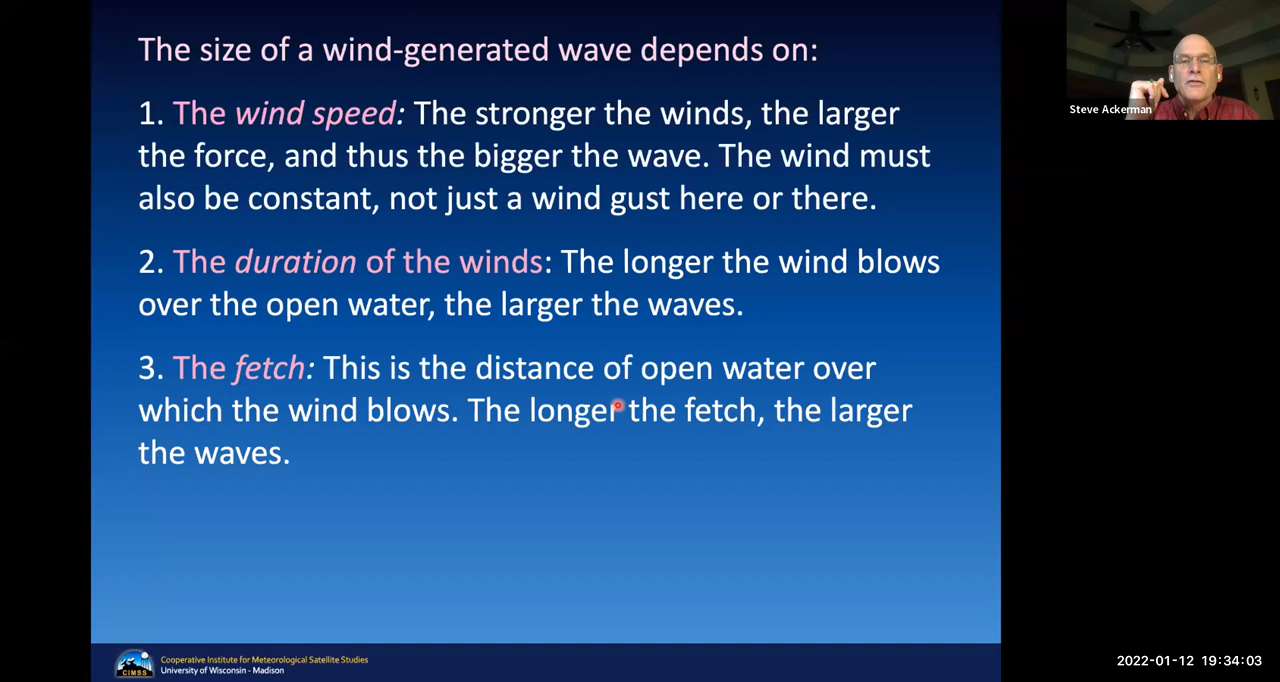 The size of a wind-generated wave depends on:
1. The wind speed: The stronger the winds, the larger
the force, and thus the bigger the wave. The wind must
also be constant, not just a wind gust here or there.
2. The duration of the winds: The longer the wind blows
over the open water, the larger the waves.
3. The fetch: This is the distance of open water over
which the wind blows. The longer the fetch, the larger
the waves.
Steve Ackerman
CIMSS
Cooperative Institute for Meteorological Satellite Studies
University of Wisconsin - Madison
2022-01-12 19:34:03